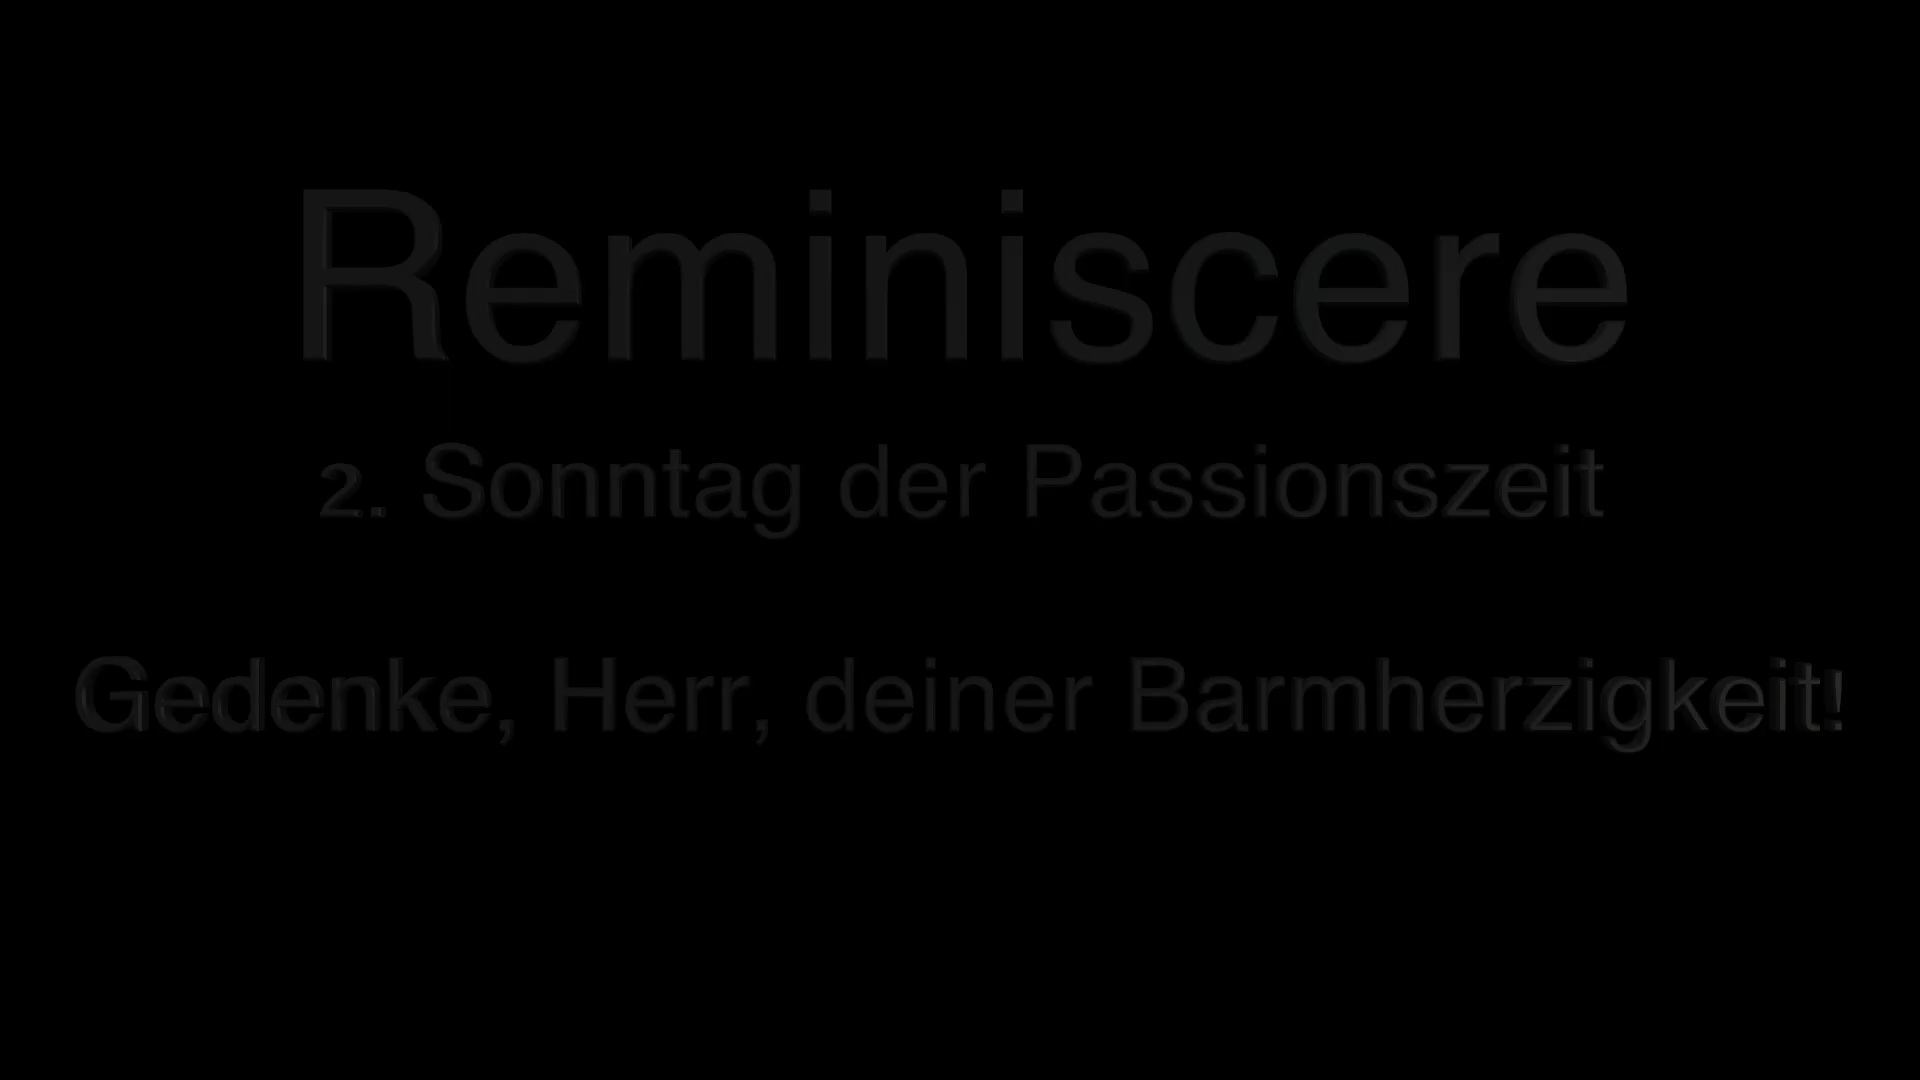 Reminiscere
2. Sonntag der Passionszeit
Gedenke, Herr, deiner Barmherzigkeit!